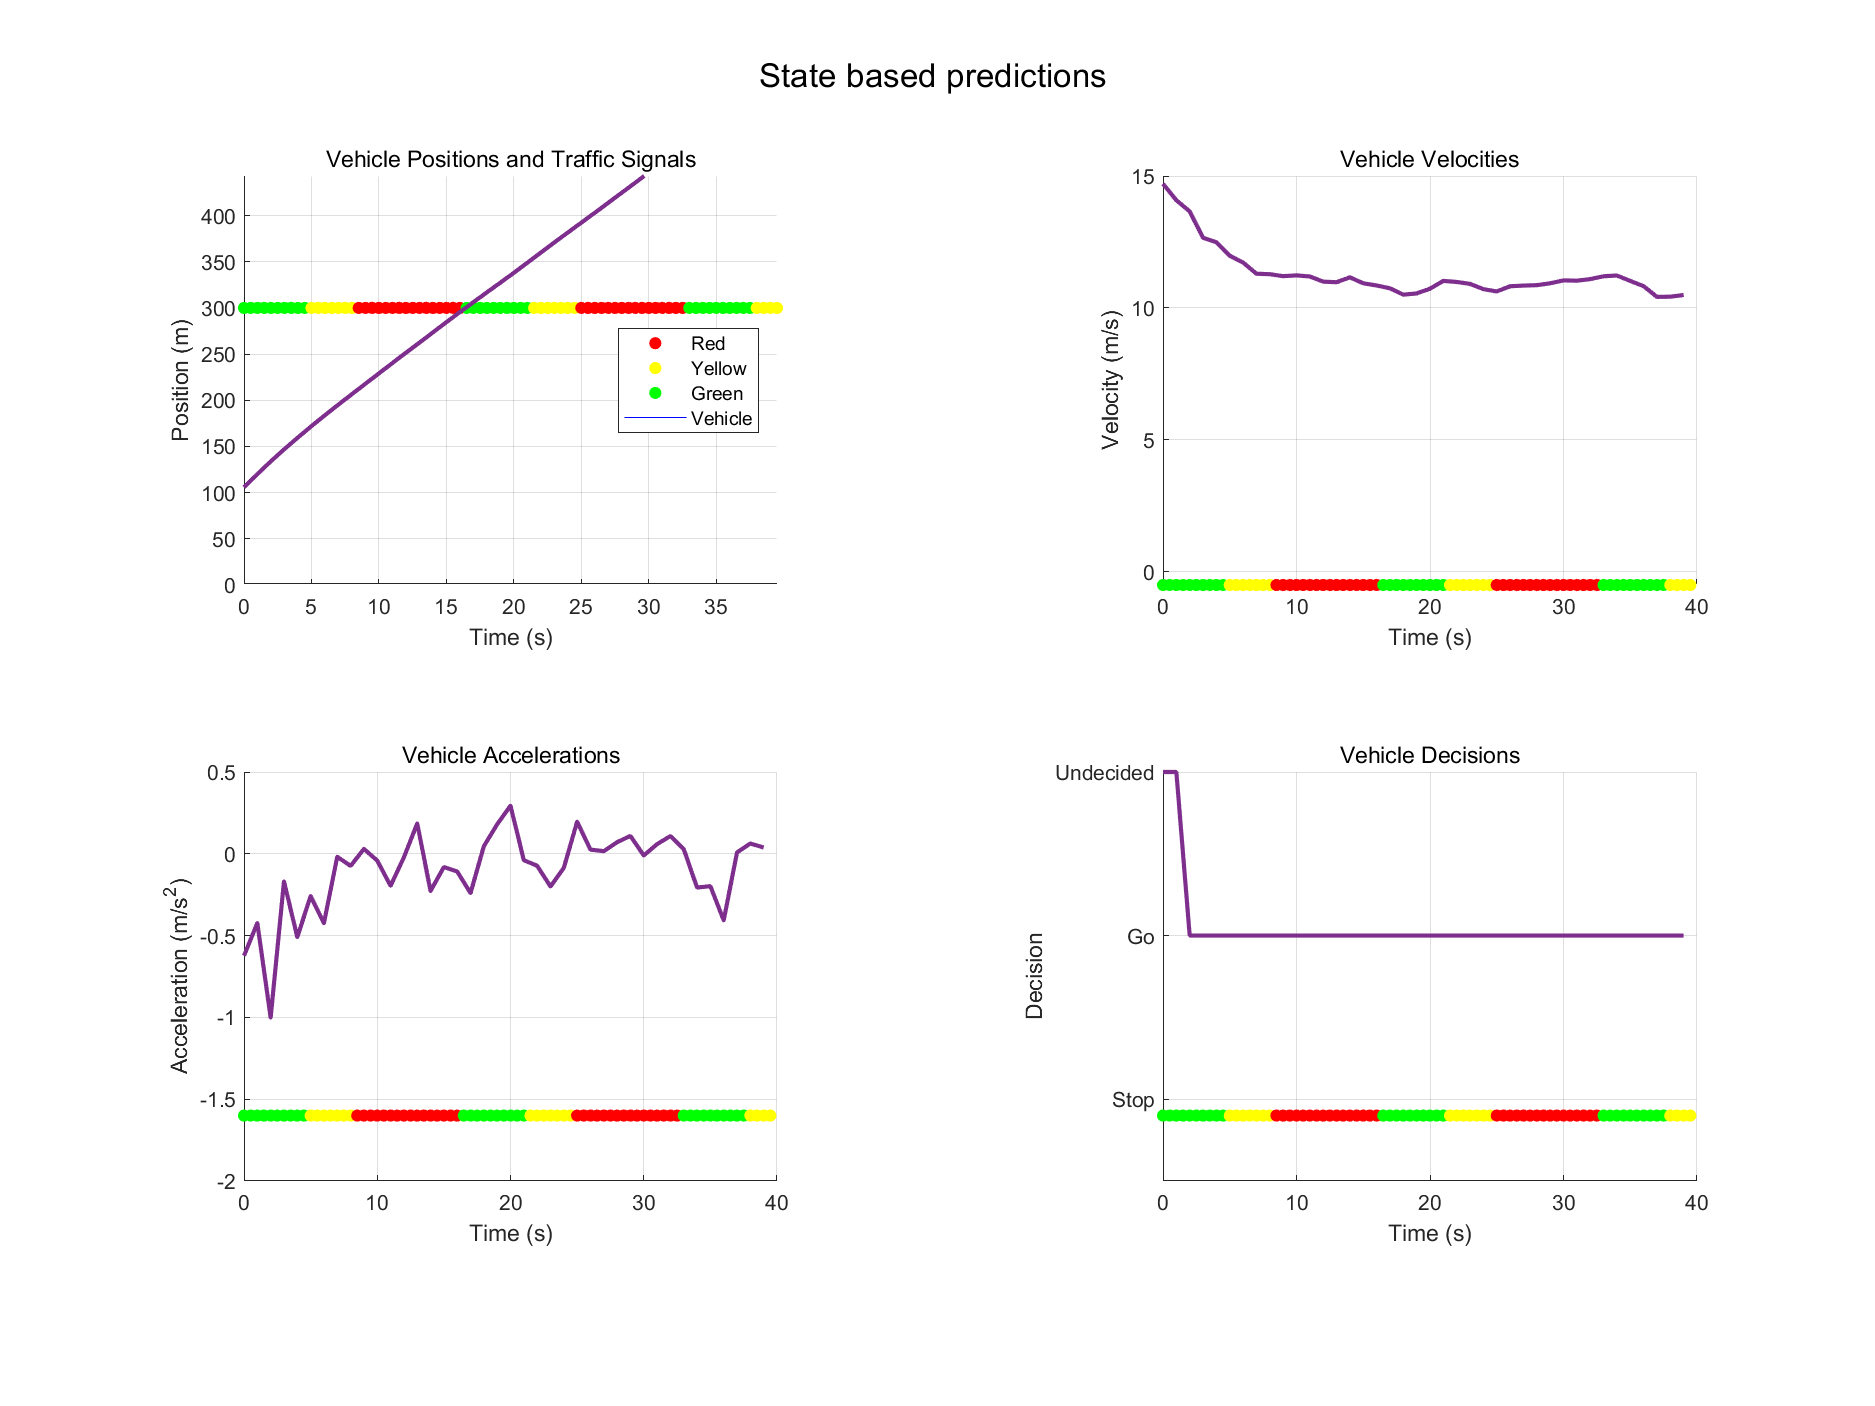 State based predictions
Vehicle Positions and Traffic Signals
400
350
300
250
200
150
100
50
0
Position (m)
Red
Yellow
Green
Vehicle
0 5 10 15 20 25 30 35
Time (s)
Vehicle Velocities
15
10
5
0
Velocity (m/s)
0 10 20 30 40
Time (s)
Vehicle Accelerations
0.5
0
-0.5
-1
-1.5
-2
Acceleration (m/s²)
0 10 20 30 40
Time (s)
Vehicle Decisions
Undecided
Go
Stop
Decision
0 10 20 30 40
Time (s)